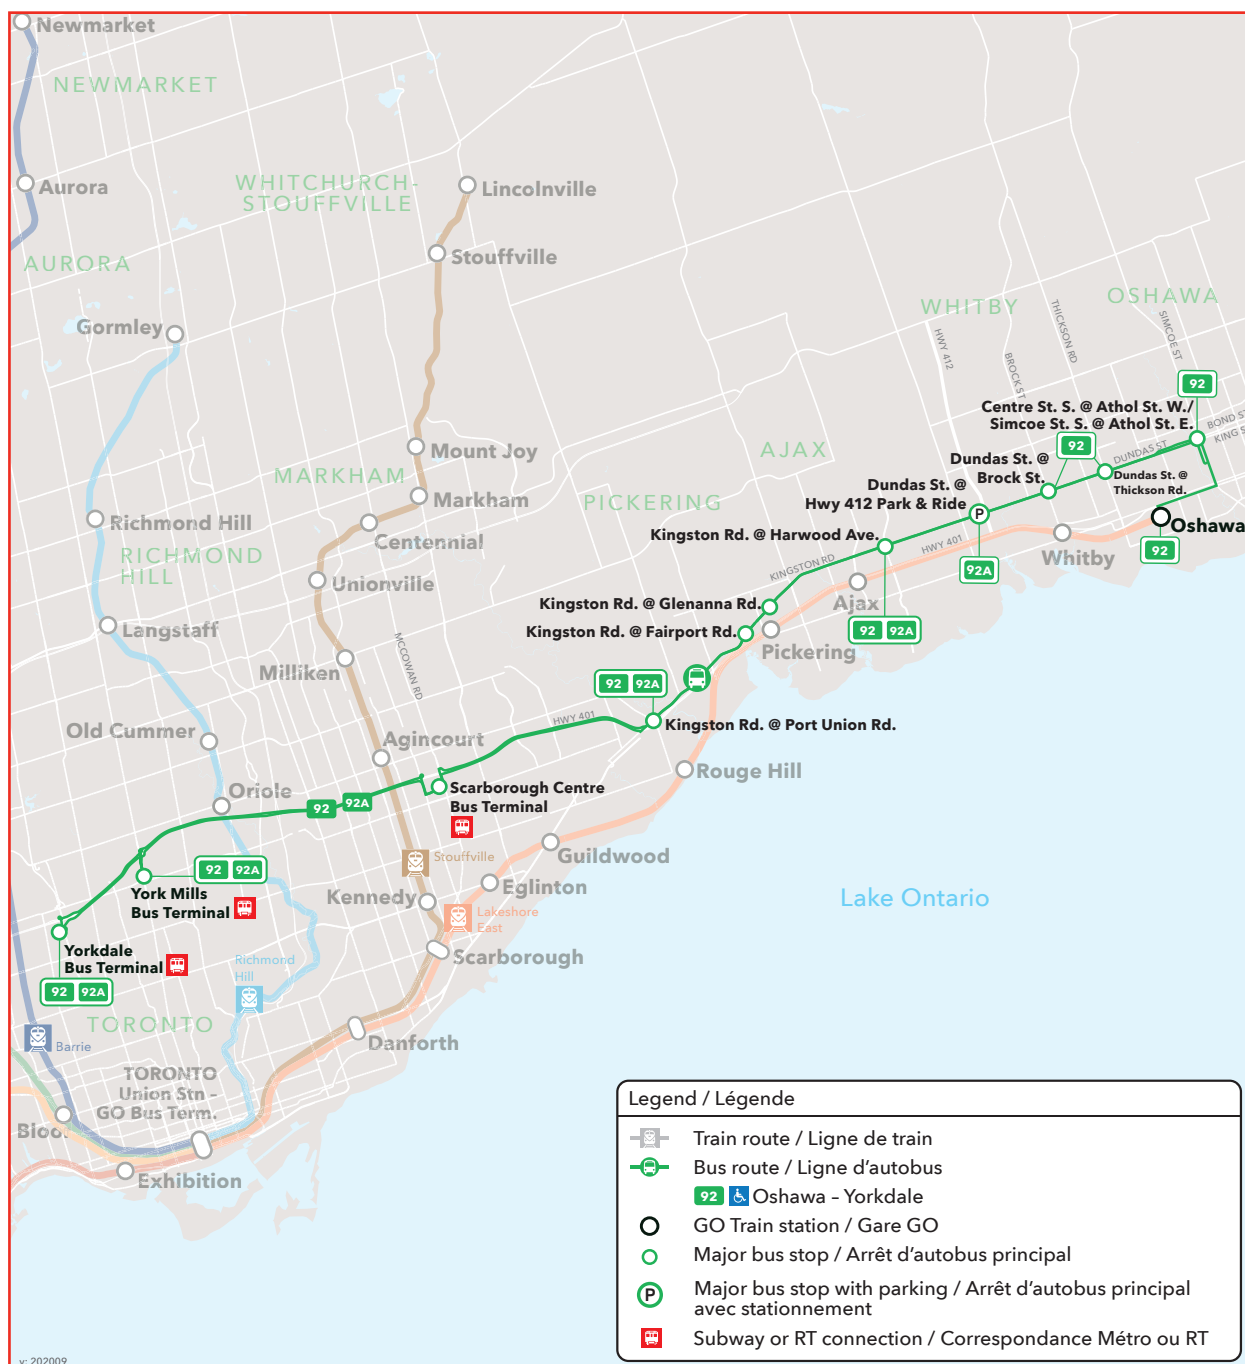 Newmarket
NEWMARKET
Aurora
WHITCHURCH-
STOUFFVILLE
Lincolnville
AURORA
Stouffville
WHITBY
OSHAWA
Gormley
HWY 412
BROCK ST
THICKSON RD
SIMCOE ST
92
Centre St. S. @ Athol St. W./
Simcoe St. S. @ Athol St. E.
BOND ST
KING S
92
DUNDAS ST
Mount Joy
AJAX
Dundas St. @
Brock St.
Dundas St. @
Thickson Rd.
MARKHAM
Markham
PICKERING
Dundas St. @
Hwy 412 Park & Ride
P
Oshawa
92
Richmond Hill
Centennial
Kingston Rd. @ Harwood Ave.
HWY 401
Whitby
RICHMOND
HILL
KINGSTON RD
92A
Unionville
Kingston Rd. @ Glenanna Rd.
Ajax
Langstaff
Kingston Rd. @ Fairport Rd.
92 92A
Pickering
MCCOWAN RD
Milliken
92 92A
Old Cummer
HWY 401
Kingston Rd. @ Port Union Rd.
Agincourt
Rouge Hill
Oriole
Scarborough Centre
Bus Terminal
92
92A
Stouffville
Guildwood
92 92A
York Mills
Bus Terminal
Kennedy
Eglinton
Lake Ontario
Lakeshore
East
Yorkdale
Bus Terminal
Richmond
Hill
Scarborough
92 92A
TORONTO
Barrie
Danforth
TORONTO
Union Stn –
GO Bus Term.
Bloor
Exhibition
Legend / Légende
Train route / Ligne de train
Bus route / Ligne d'autobus
92 Oshawa – Yorkdale
GO Train station / Gare GO
Major bus stop / Arrêt d'autobus principal
P Major bus stop with parking / Arrêt d'autobus principal
avec stationnement
Subway or RT connection / Correspondance Métro ou RT
v: 202009